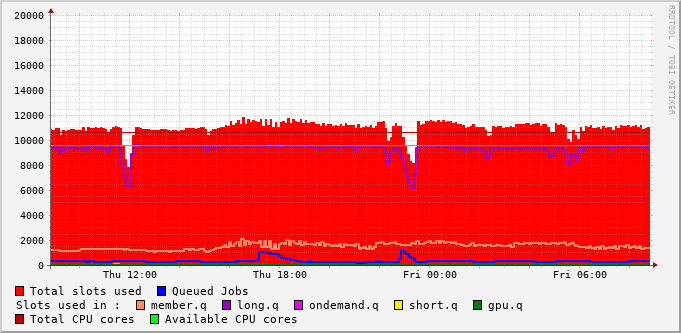 RRDTOOL / TOBI OETIKER
20000
18000
16000
14000
12000
10000
8000
6000
4000
2000
0
Thu 12:00 Thu 18:00 Fri 00:00 Fri 06:00
Total slots used Queued Jobs
Slots used in : member.q long.q ondemand.q short.q gpu.q
Total CPU cores Available CPU cores